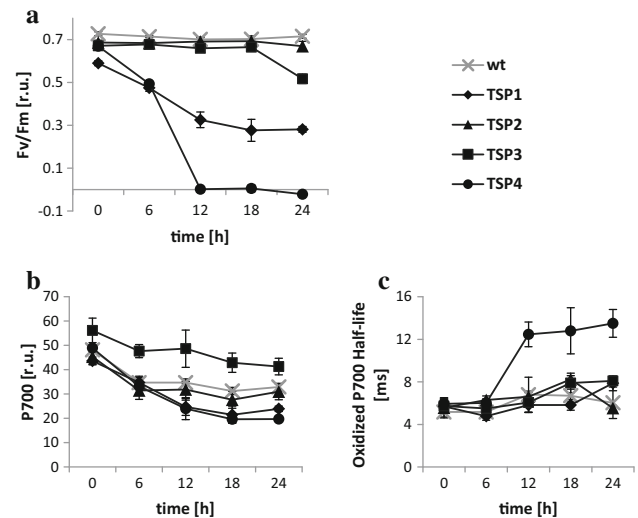 a
Fv/Fm [r.u.]
0.7
0.5
0.3
0.1
-0.1
0 6 12 18 24
time [h]
wt
TSP1
TSP2
TSP3
TSP4
b
P700 [r.u.]
70
60
50
40
30
20
10
0
0 6 12 18 24
time [h]
c
Oxidized P700 Half-life
[ms]
16
12
8
4
0
0 6 12 18 24
time [h]